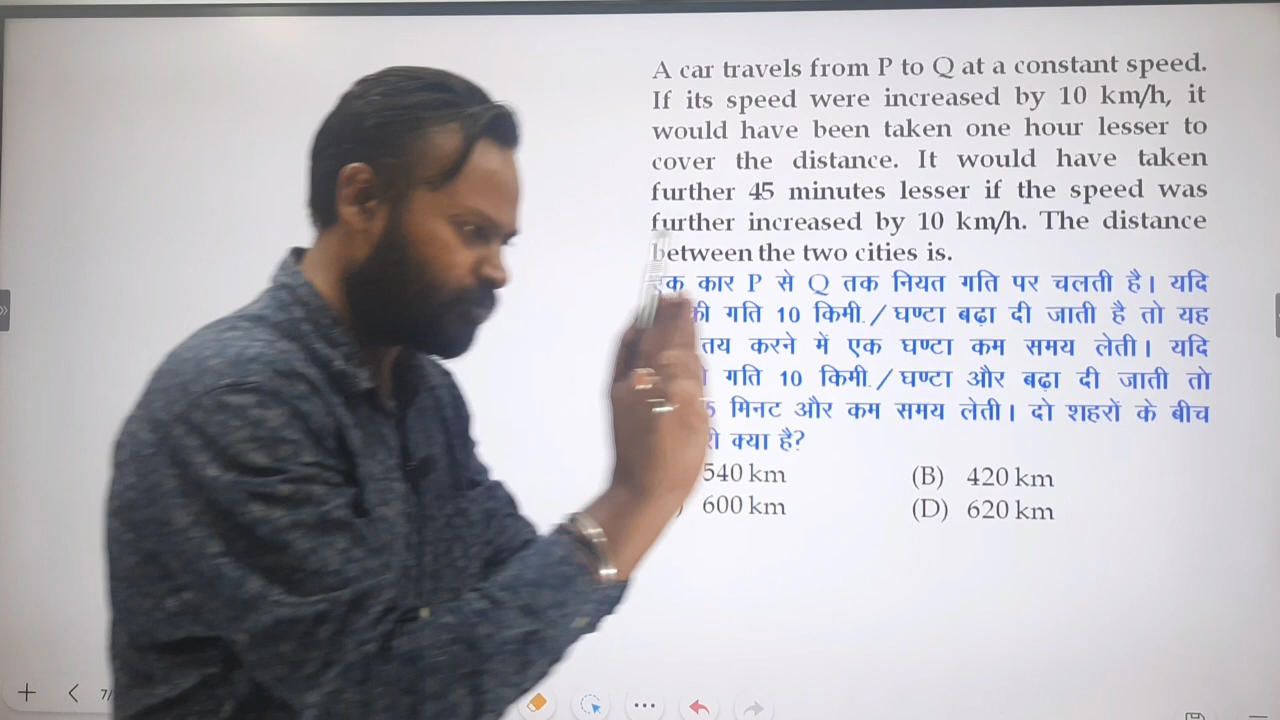 A car travels from P to Q at a constant speed.
If its speed were increased by 10 km/h, it
would have been taken one hour lesser to
cover the distance. It would have taken
further 45 minutes lesser if the speed was
further increased by 10 km/h. The distance
between the two cities is.
कार P से Q तक नियत गति पर चलती है। यदि
गति 10 किमी./घण्टा बढ़ा दी जाती है तो यह
तय करने में एक घण्टा कम समय लेती। यदि
गति 10 किमी./घण्टा और बढ़ा दी जाती तो
मिनट और कम समय लेती। दो शहरों के बीच
क्या है?
540 km (B) 420 km
600 km (D) 620 km
7/